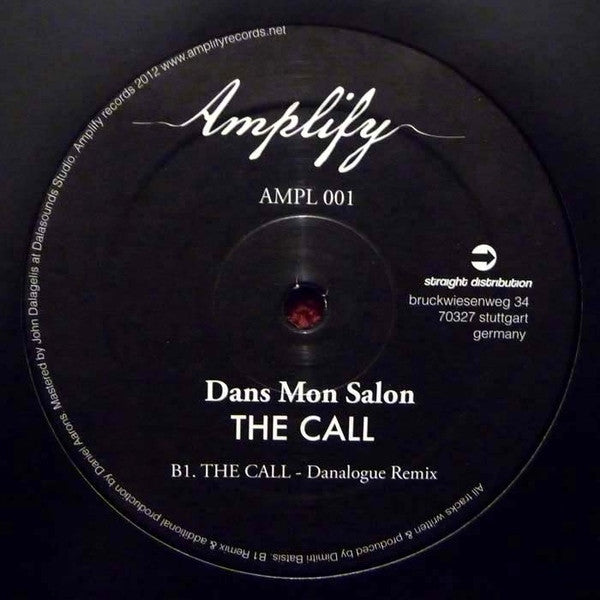 Amplify
AMPL 001
straight distribution
bruckwiesenweg 34
70327 stuttgart
germany
Dans Mon Salon
THE CALL
B1. THE CALL - Danalogue Remix
All tracks written & produced by Dimitri Batsis. B1 Remix & additional production by Daniel Aarons. Mastered by John Dalagelis at Dalasounds Studio. Amplify records 2012 www.amplifyrecords.net